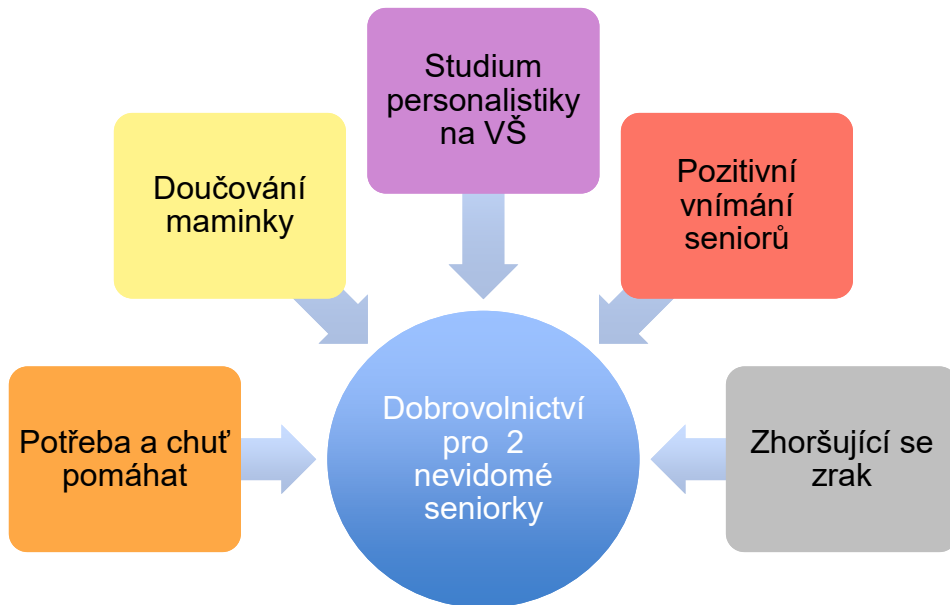 Studium
personalistiky
na VŠ
Doučování
maminky
Pozitivní
vnímání
seniorů
Potřeba a chuť
pomáhat
Dobrovolnictví
pro 2
nevidomé
seniorky
Zhoršující se
zrak